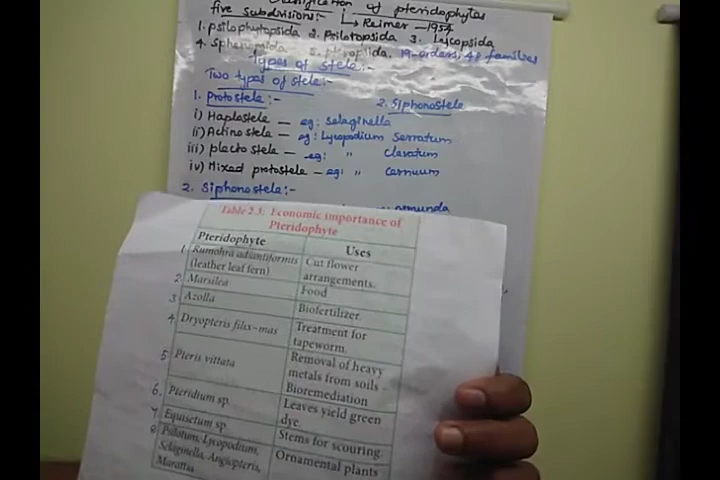 Classification of pteridophytes
five subdivisions:- ↳ Reimer - 1954
1. psilophytopsida 2. Psilotopsida 3. Lycopsida
4. Sphenopsida 5. pteropsida. 19-orders, 48 families
Types of stele:-
Two types of stele:-
1. Protostele:- 2. Siphonostele
i) Haplostele - eg: Selaginella
ii) Actinostele - eg: Lycopodium Serratum
iii) plectostele - eg: " Clavatum
iv) Mixed protostele - eg: " Cernuum
2. Siphonostele:-
osmunda
Table 2.3: Economic importance of
Pteridophyte
Pteridophyte Uses
1 Rumohra adiantiformis Cut flower
(leather leaf fern) arrangements.
2 Marsilea Food
3 Azolla Biofertilizer.
4. Dryopteris filix-mas Treatment for
tapeworm.
5 Pteris vittata Removal of heavy
metals from soils -
Bioremediation
6. Pteridium sp. Leaves yield green
dye.
7 Equisetum sp. Stems for scouring.
8 Psilotum, Lycopodium, Ornamental plants
Selaginella, Angiopteris,
Marattia